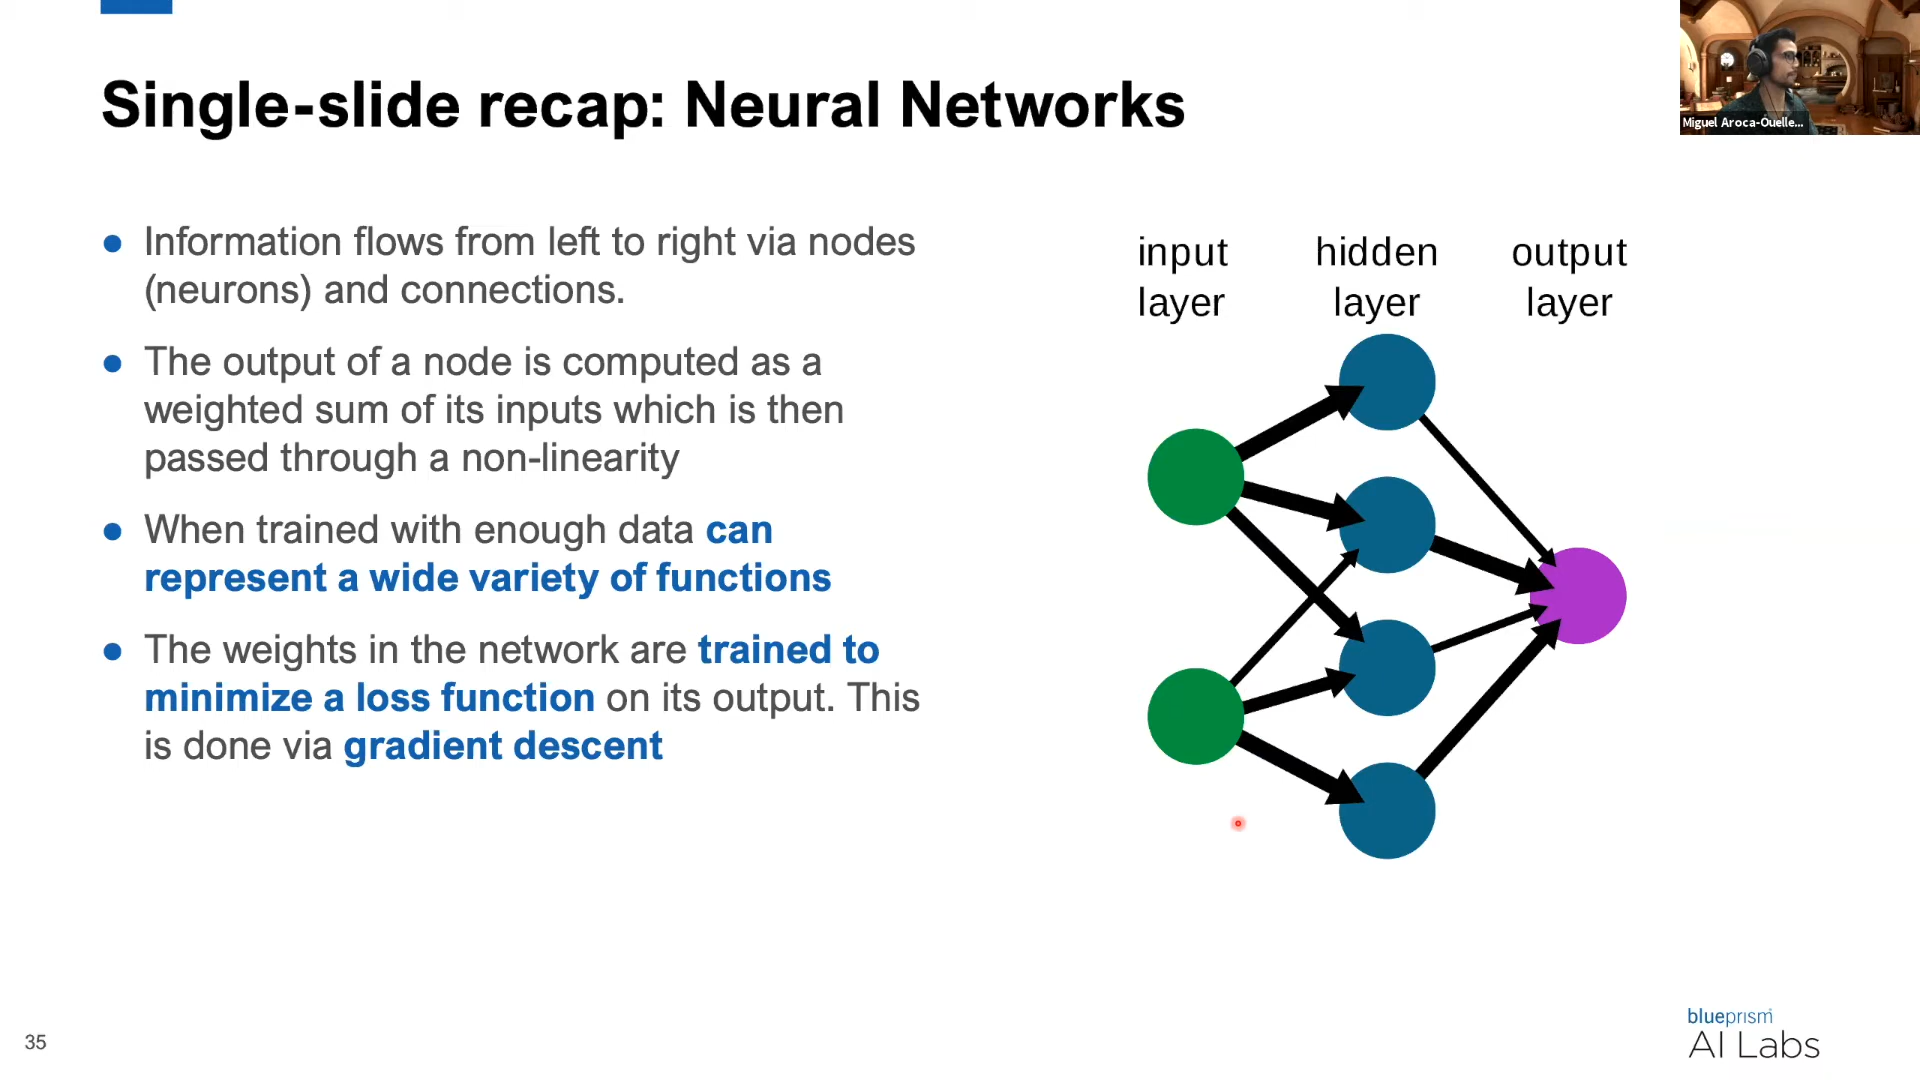 Single-slide recap: Neural Networks
Miguel Aroca-Ouelle...
● Information flows from left to right via nodes
(neurons) and connections.
● The output of a node is computed as a
weighted sum of its inputs which is then
passed through a non-linearity
● When trained with enough data can
represent a wide variety of functions
● The weights in the network are trained to
minimize a loss function on its output. This
is done via gradient descent
input
layer
hidden
layer
output
layer
35
blueprism
AI Labs